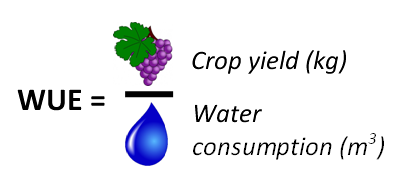 WUE =
Crop yield (kg)
Water
consumption (m³)